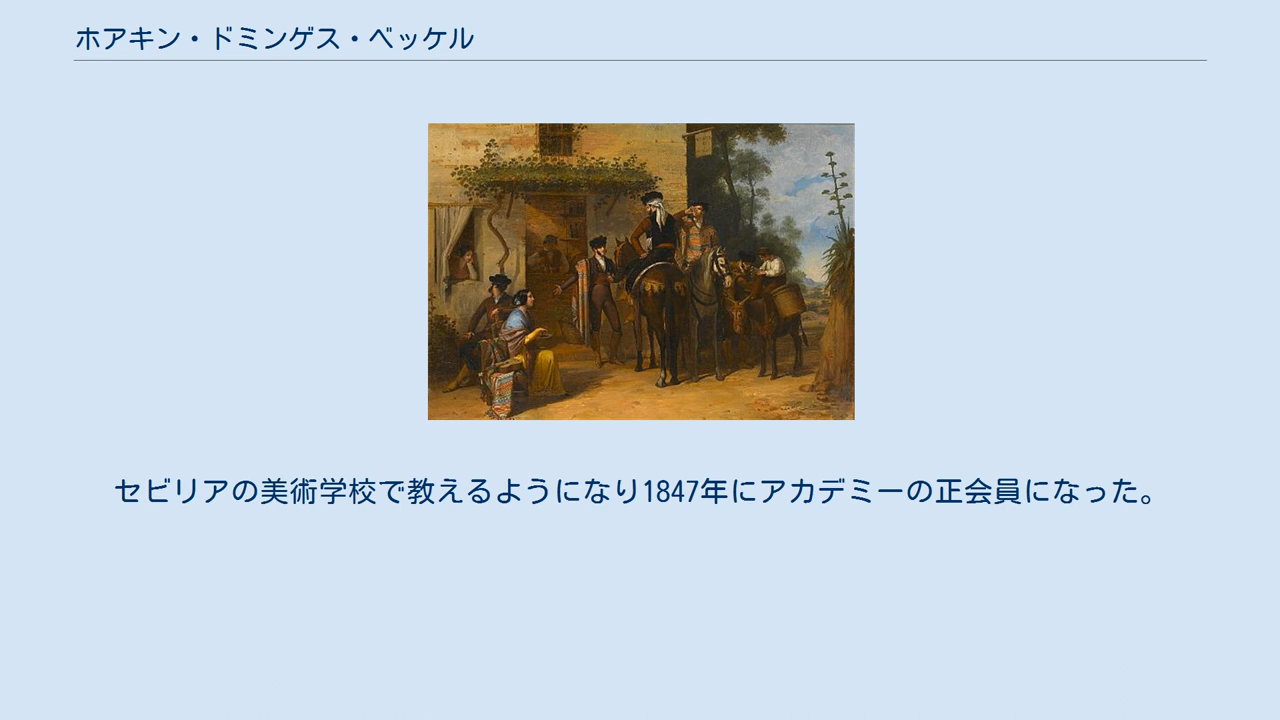 ホアキン・ドミンゲス・ベッケル
セビリアの美術学校で教えるようになり1847年にアカデミーの正会員になった。